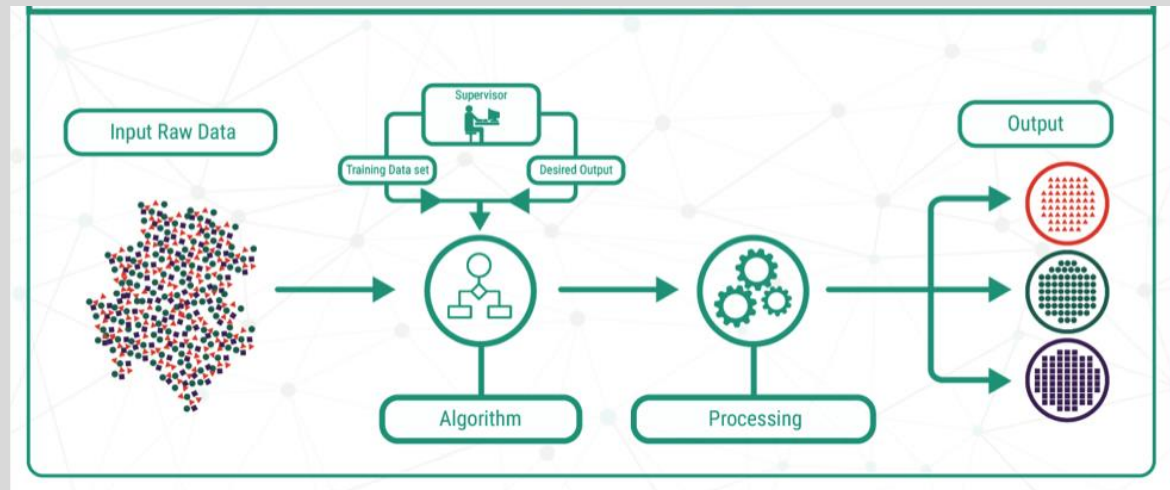 Input Raw Data
Supervisor
Training Data set
Desired Output
Output
Algorithm
Processing